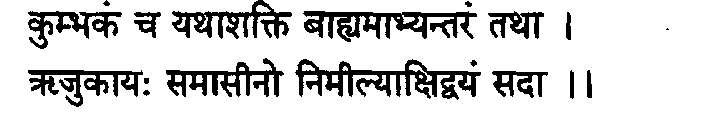 कुम्भकं च यथाशक्ति बाह्यमाभ्यन्तरं तथा ।
ऋजुकायः समासीनो निमील्याक्षिद्वयं सदा ।।